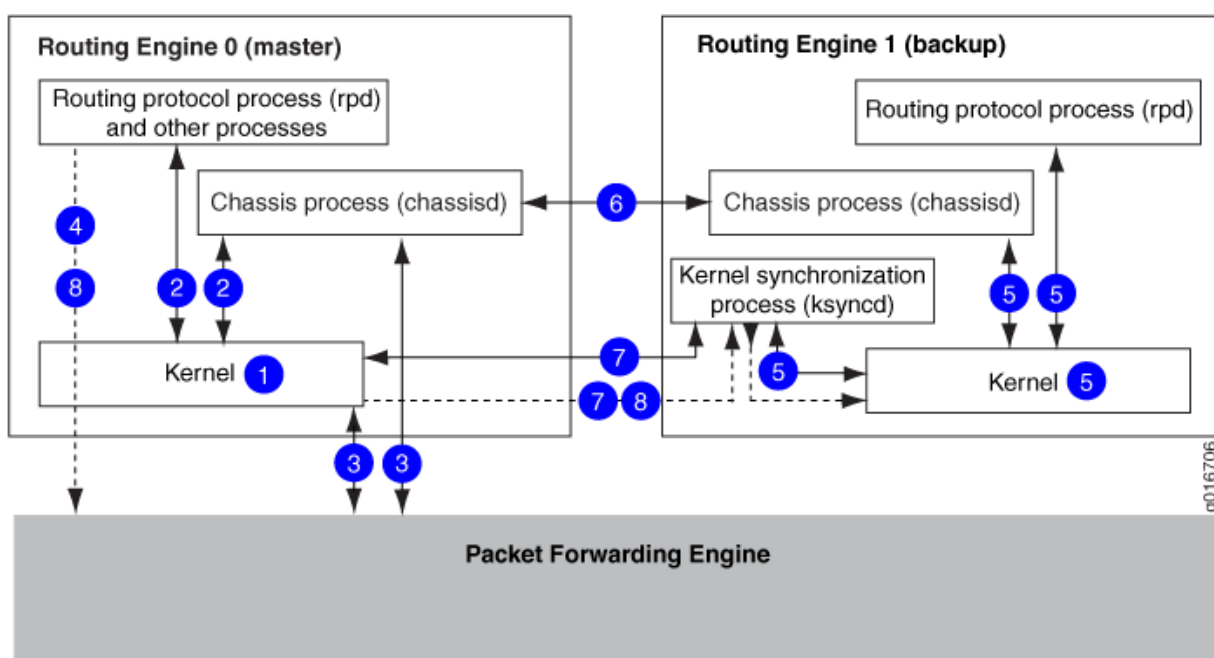 Routing Engine 0 (master)
Routing protocol process (rpd)
and other processes
Chassis process (chassisd)
4
8
2
2
Kernel 1
3
3
6
7
7 8
Routing Engine 1 (backup)
Routing protocol process (rpd)
Chassis process (chassisd)
Kernel synchronization
process (ksyncd)
5
5
5
Kernel 5
g016706
Packet Forwarding Engine